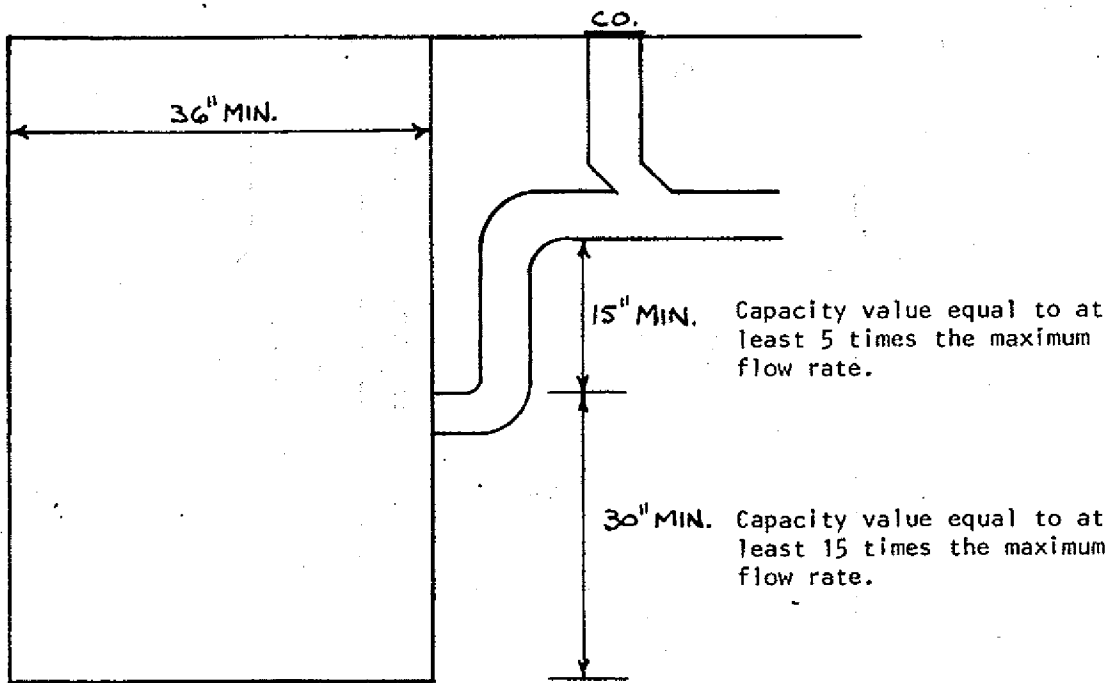 CO.
36" MIN.
15" MIN.
Capacity value equal to at
least 5 times the maximum
flow rate.
30" MIN.
Capacity value equal to at
least 15 times the maximum
flow rate.